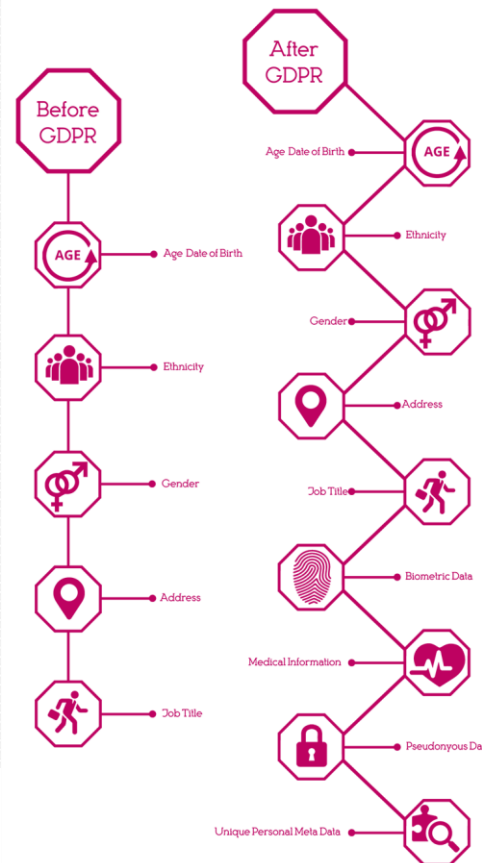 Before
GDPR
AGE
Age Date of Birth
Ethnicity
Gender
Address
Job Title
After
GDPR
Age Date of Birth
AGE
Ethnicity
Gender
Address
Job Title
Biometric Data
Medical Information
Pseudonyous Da
Unique Personal Meta Data